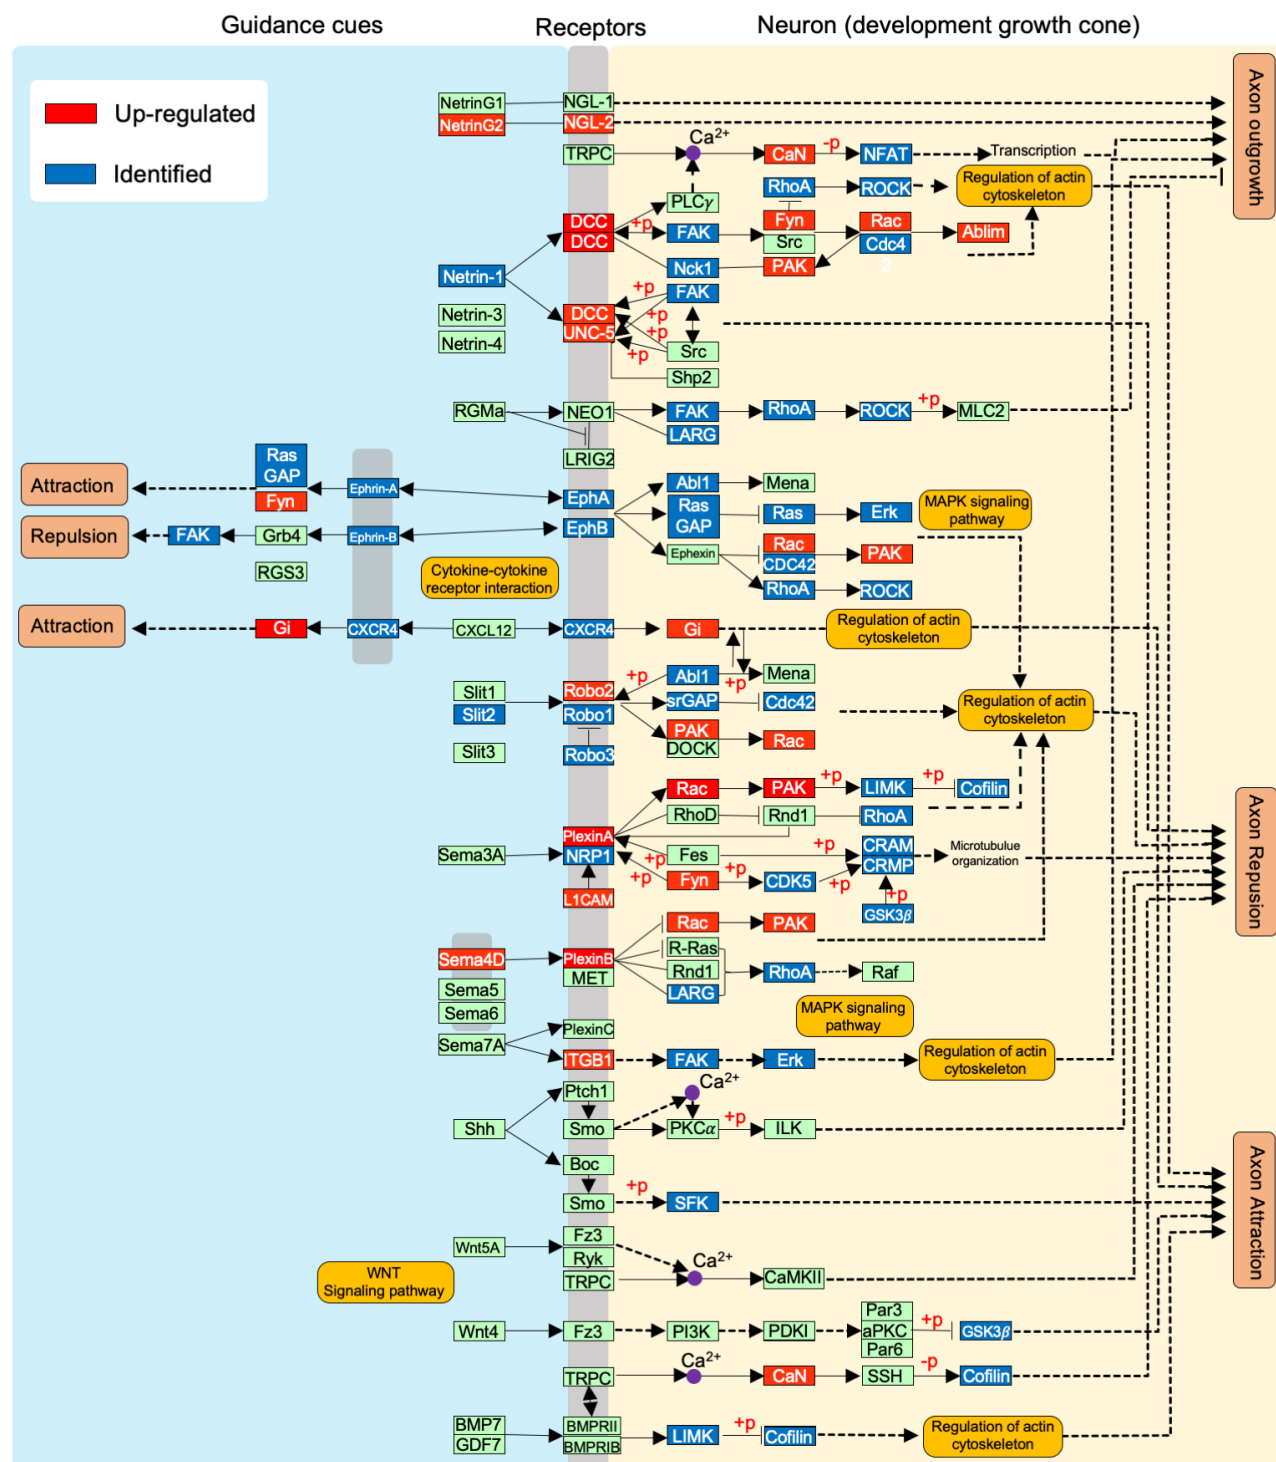 Guidance cues
Receptors
Neuron (development growth cone)
Up-regulated
Identified
NetrinG1
NGL-1
NetrinG2
NGL-2
Axon outgrowth
TRPC
Ca²⁺
CaN
-p
NFAT
Transcription
RhoA
ROCK
Regulation of actin
cytoskeleton
PLCγ
DCC
DCC
+p
FAK
Fyn
Src
Rac
Cdc4
2
Ablim
Netrin-1
Nck1
PAK
FAK
+p
Netrin-3
DCC
UNC-5
+p
+p
Netrin-4
+p
Src
Shp2
RGMa
NEO1
FAK
RhoA
ROCK
+p
MLC2
LARG
LRIG2
Attraction
Ras
GAP
Fyn
Ephrin-A
EphA
Abl1
Mena
Ras
GAP
Ras
Erk
MAPK signaling
pathway
Repulsion
FAK
Grb4
Ephrin-B
EphB
RGS3
Ephexin
Rac
CDC42
PAK
RhoA
ROCK
Cytokine-cytokine
receptor interaction
Attraction
Gi
CXCR4
CXCL12
CXCR4
Gi
Regulation of actin
cytoskeleton
+p
Abl1
+p
Mena
Slit1
Slit2
Robo2
Robo1
srGAP
Cdc42
Regulation of actin
cytoskeleton
Slit3
Robo3
PAK
DOCK
Rac
Rac
PAK
+p
LIMK
+p
Cofilin
RhoD
Rnd1
RhoA
Sema3A
PlexinA
NRP1
+p
Fes
+p
CRAM
CRMP
Microtubulue
organization
+p
Fyn
+p
CDK5
+p
+p
GSK3β
L1CAM
Axon Repusion
Rac
PAK
Sema4D
PlexinB
MET
R-Ras
Rnd1
LARG
RhoA
Raf
Sema5
Sema6
MAPK signaling
pathway
Sema7A
PlexinC
ITGB1
FAK
Erk
Regulation of actin
cytoskeleton
Ptch1
Ca²⁺
Shh
Smo
PKCα
+p
ILK
Boc
Smo
+p
SFK
Axon Attraction
Wnt5A
Fz3
Ryk
TRPC
Ca²⁺
CaMKII
WNT
Signaling pathway
Wnt4
Fz3
PI3K
PDKI
Par3
aPKC
Par6
+p
GSK3β
TRPC
Ca²⁺
CaN
SSH
-p
Cofilin
BMP7
GDF7
BMPRII
BMPRIB
LIMK
+p
Cofilin
Regulation of actin
cytoskeleton